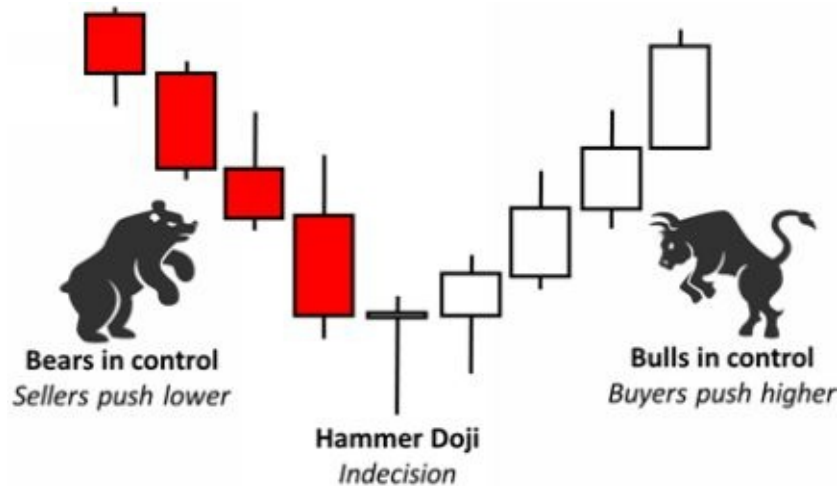 Bears in control
Sellers push lower
Hammer Doji
Indecision
Bulls in control
Buyers push higher